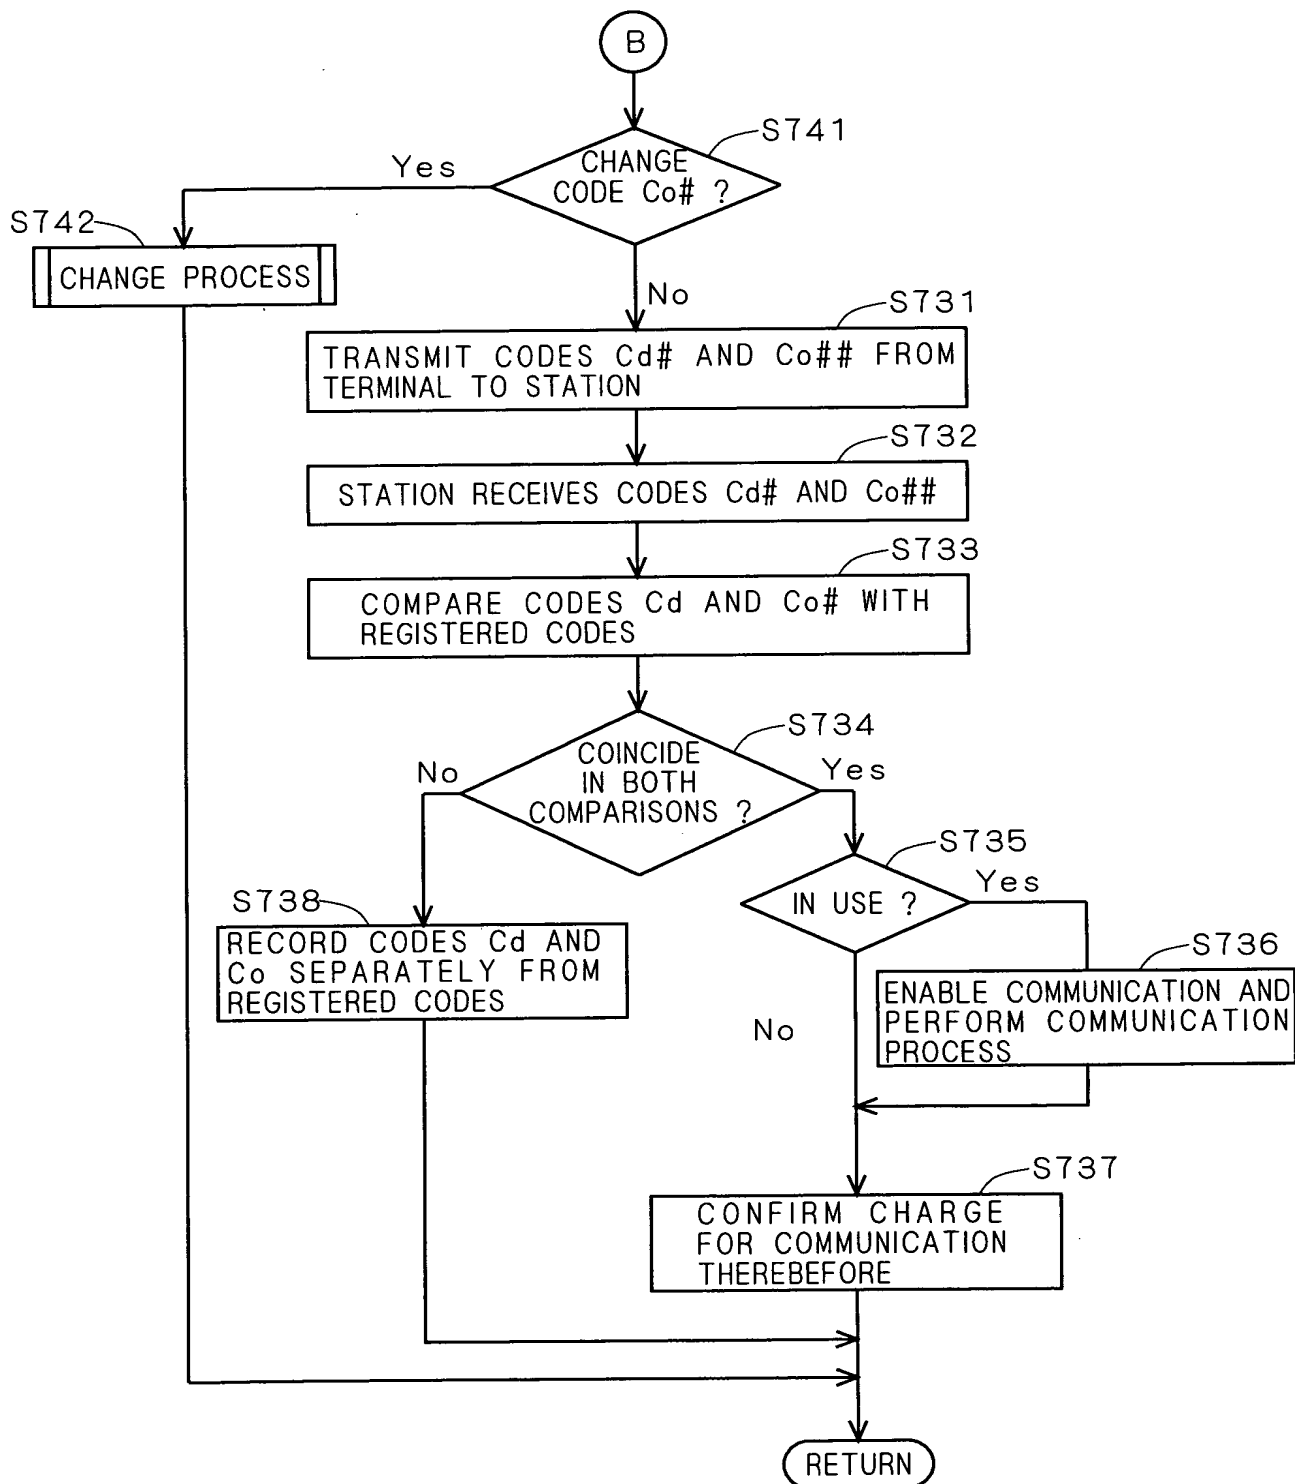 B
S741
CHANGE
CODE Co# ?
Yes
S742
CHANGE PROCESS
No
S731
TRANSMIT CODES Cd# AND Co## FROM
TERMINAL TO STATION
S732
STATION RECEIVES CODES Cd# AND Co##
S733
COMPARE CODES Cd AND Co# WITH
REGISTERED CODES
S734
COINCIDE
IN BOTH
COMPARISONS ?
No
Yes
S735
IN USE ?
Yes
S738
RECORD CODES Cd AND
Co SEPARATELY FROM
REGISTERED CODES
S736
ENABLE COMMUNICATION AND
PERFORM COMMUNICATION
PROCESS
No
S737
CONFIRM CHARGE
FOR COMMUNICATION
THEREBEFORE
RETURN